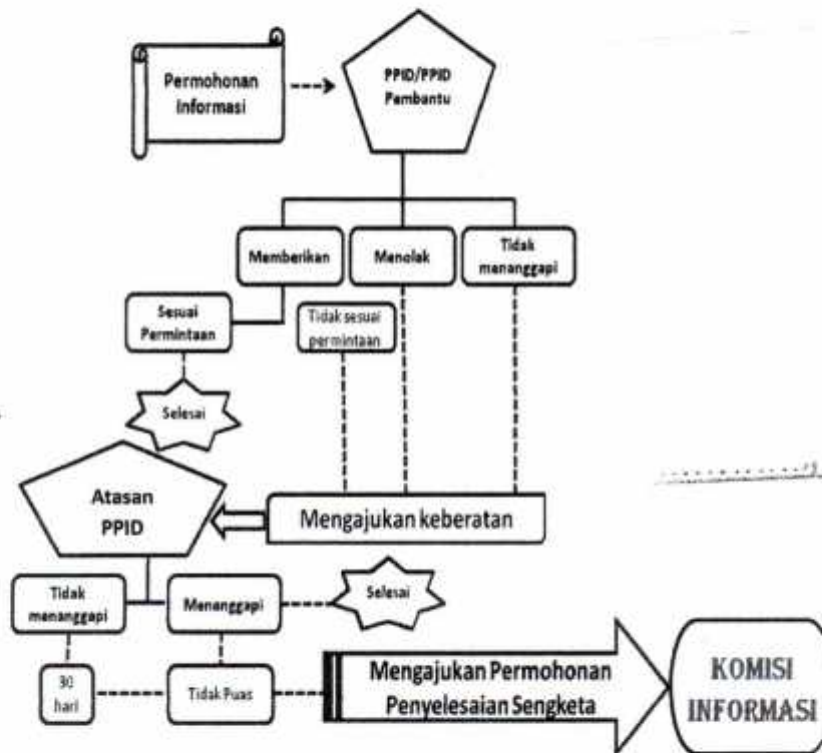 Permohonan
Informasi
PPID/PPID
Pembantu
Memberikan
Menolak
Tidak
menanggapi
Sesuai
Permintaan
Tidak sesuai
permintaan
Selesai
Atasan
PPID
Mengajukan keberatan
Tidak
menanggapi
Menanggapi
Selesai
30
hari
Tidak Puas
Mengajukan Permohonan
Penyelesaian Sengketa
KOMISI
INFORMASI